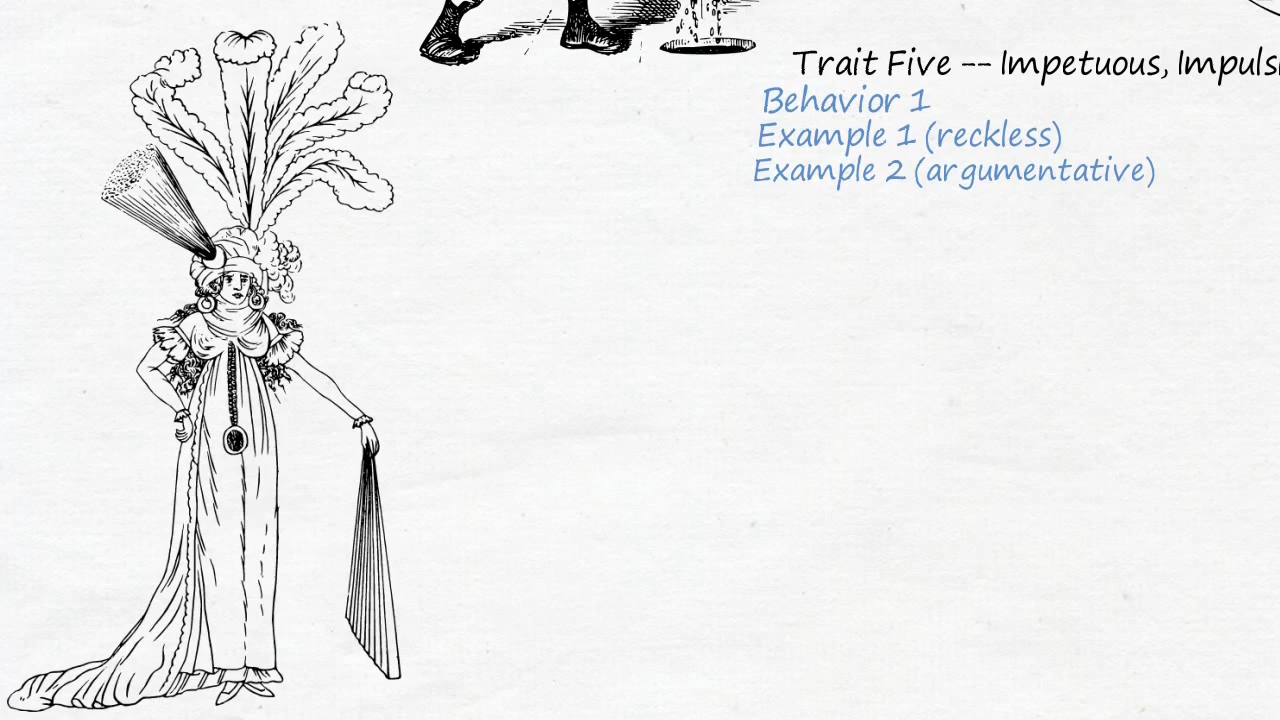 Trait Five -- Impetuous,
Behavior 1
Example 1 (reckless)
Example 2 (argumentative)